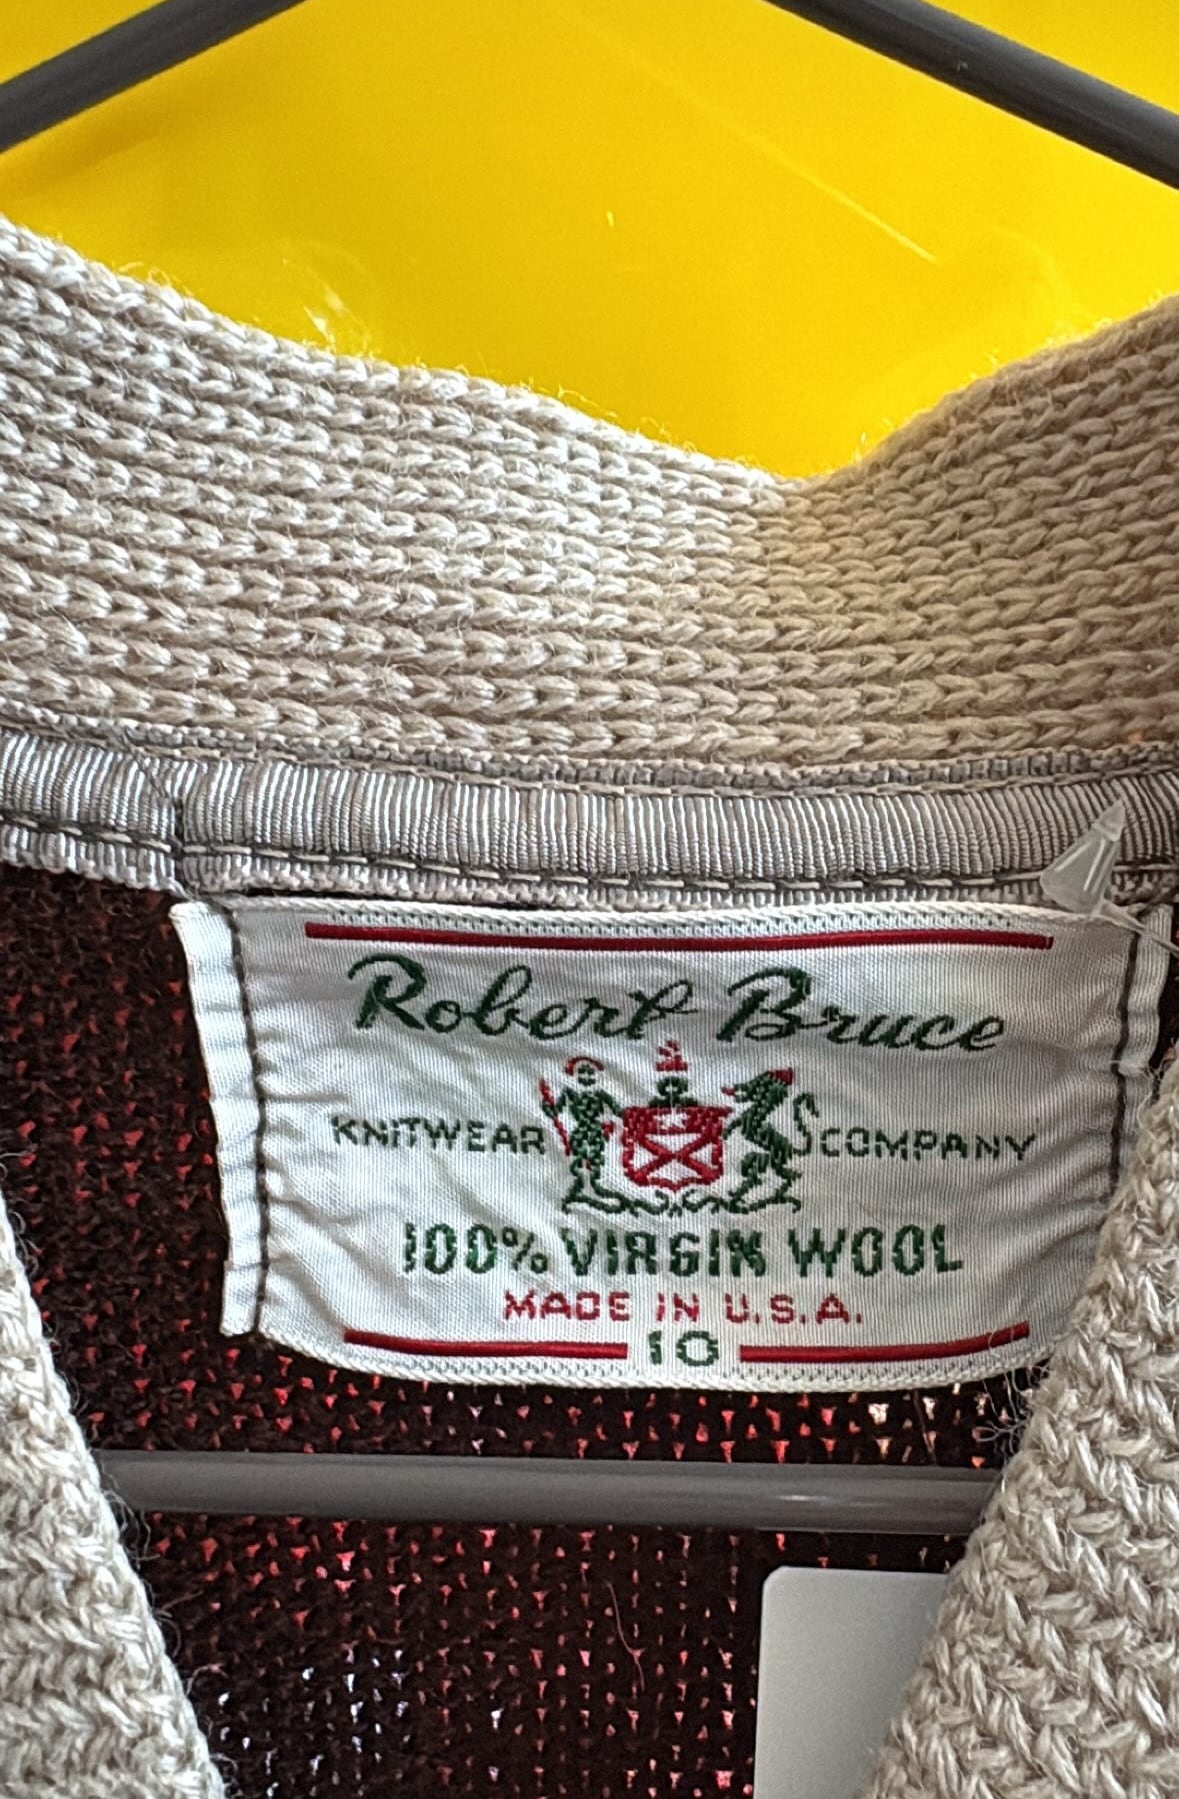 Robert Bruce
KNITWEAR COMPANY
100% VIRGIN WOOL
MADE IN U.S.A.
10